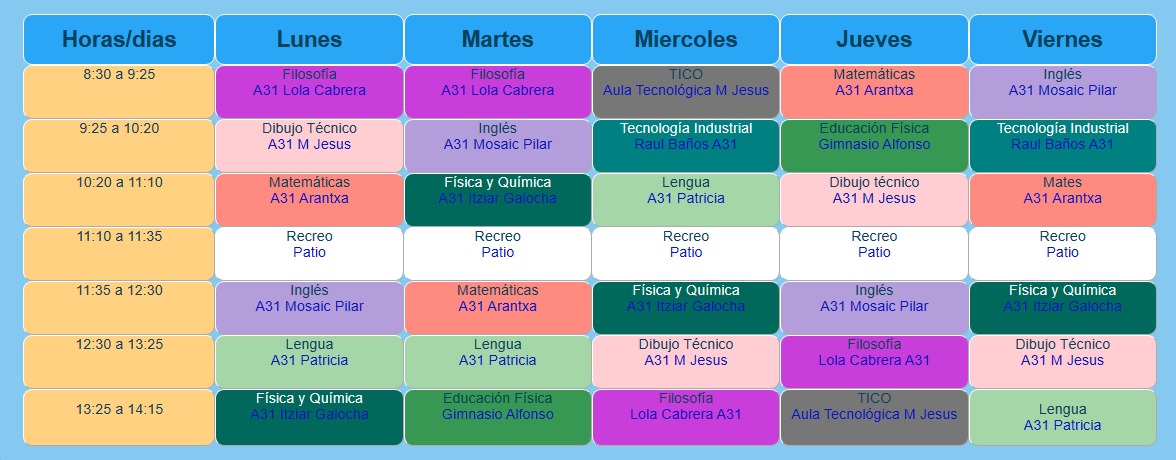 Horas/dias Lunes Martes Miercoles Jueves Viernes
8:30 a 9:25 Filosofía Filosofía TICO Matemáticas Inglés
A31 Lola Cabrera A31 Lola Cabrera Aula Tecnológica M Jesus A31 Arantxa A31 Mosaic Pilar
9:25 a 10:20 Dibujo Técnico Inglés Tecnología Industrial Educación Física Tecnología Industrial
A31 M Jesus A31 Mosaic Pilar Raul Baños A31 Gimnasio Alfonso Raul Baños A31
10:20 a 11:10 Matemáticas Física y Química Lengua Dibujo técnico Mates
A31 Arantxa A31 Itziar Galocha A31 Patricia A31 M Jesus A31 Arantxa
11:10 a 11:35 Recreo Recreo Recreo Recreo Recreo
Patio Patio Patio Patio Patio
11:35 a 12:30 Inglés Matemáticas Física y Química Inglés Física y Química
A31 Mosaic Pilar A31 Arantxa A31 Itziar Galocha A31 Mosaic Pilar A31 Itziar Galocha
12:30 a 13:25 Lengua Lengua Dibujo Técnico Filosofía Dibujo Técnico
A31 Patricia A31 Patricia A31 M Jesus Lola Cabrera A31 A31 M Jesus
13:25 a 14:15 Física y Química Educación Física Filosofía TICO Lengua
A31 Itziar Galocha Gimnasio Alfonso Lola Cabrera A31 Aula Tecnológica M Jesus A31 Patricia